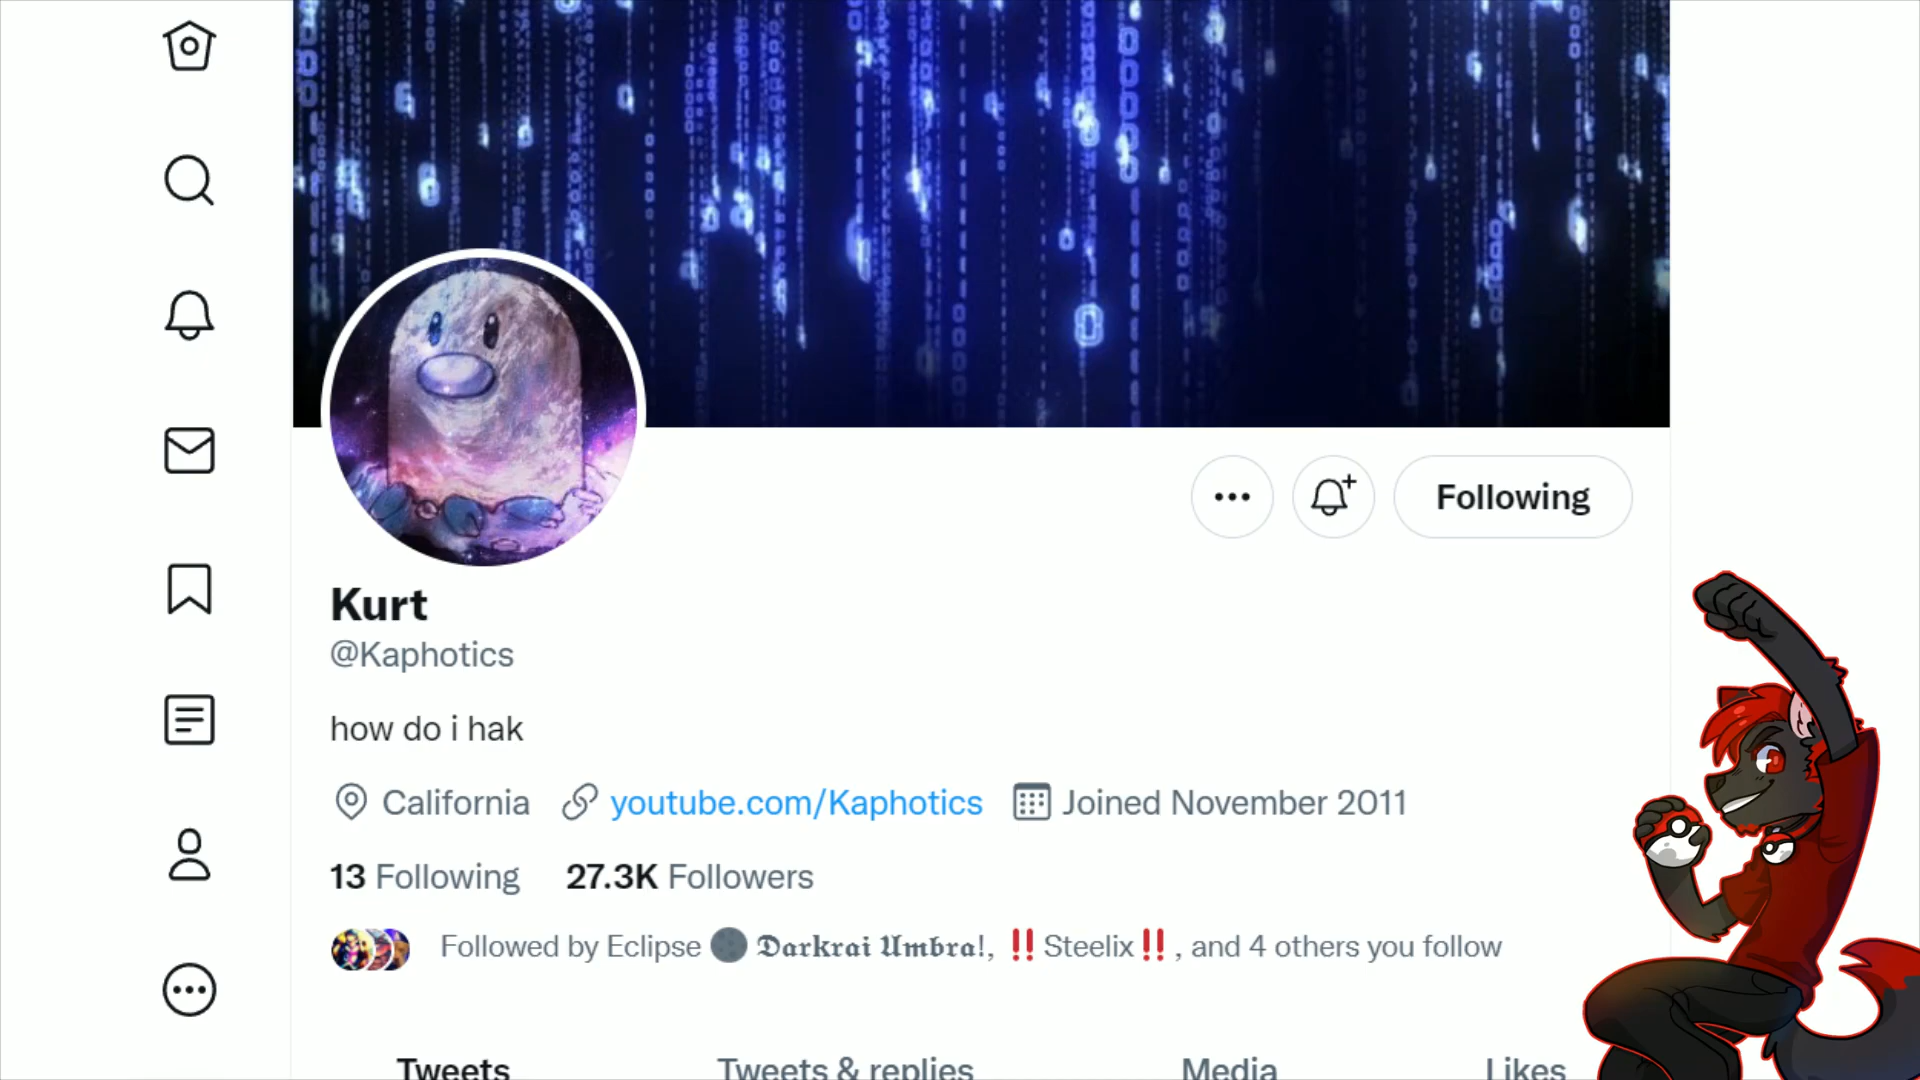 Following
Kurt
@Kaphotics
how do i hak
California youtube.com/Kaphotics Joined November 2011
13 Following 27.3K Followers
Followed by Eclipse 🌑 𝕯𝖆𝖗𝖐𝖗𝖆𝖎 𝖀𝖒𝖇𝖗𝖆!, ‼️Steelix‼️, and 4 others you follow
Tweets Tweets & replies Media Likes